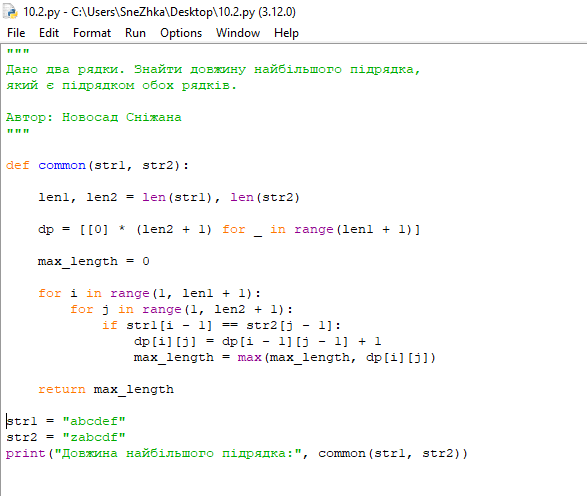 10.2.py - C:\Users\SneZhka\Desktop\10.2.py (3.12.0)
File Edit Format Run Options Window Help
"""
Дано два рядки. Знайти довжину найбільшого підрядка,
який є підрядком обох рядків.

Автор: Новосад Сніжана
"""

def common(str1, str2):

    len1, len2 = len(str1), len(str2)

    dp = [[0] * (len2 + 1) for _ in range(len1 + 1)]

    max_length = 0

    for i in range(1, len1 + 1):
        for j in range(1, len2 + 1):
            if str1[i - 1] == str2[j - 1]:
                dp[i][j] = dp[i - 1][j - 1] + 1
                max_length = max(max_length, dp[i][j])

    return max_length

str1 = "abcdef"
str2 = "zabcdf"
print("Довжина найбільшого підрядка:", common(str1, str2))